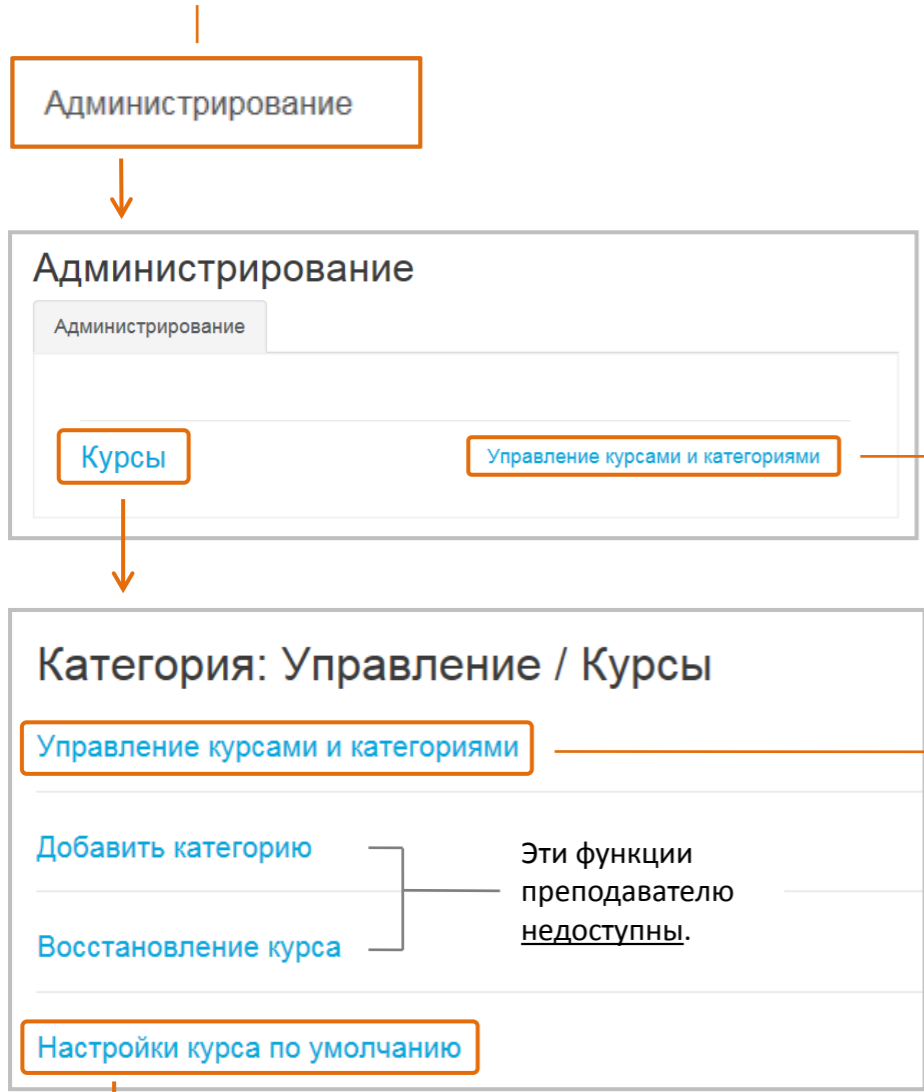 Администрирование
Администрирование
Администрирование
Курсы
Управление курсами и категориями
Категория: Управление / Курсы
Управление курсами и категориями
Добавить категорию
Эти функции
преподавателю
недоступны.
Восстановление курса
Настройки курса по умолчанию